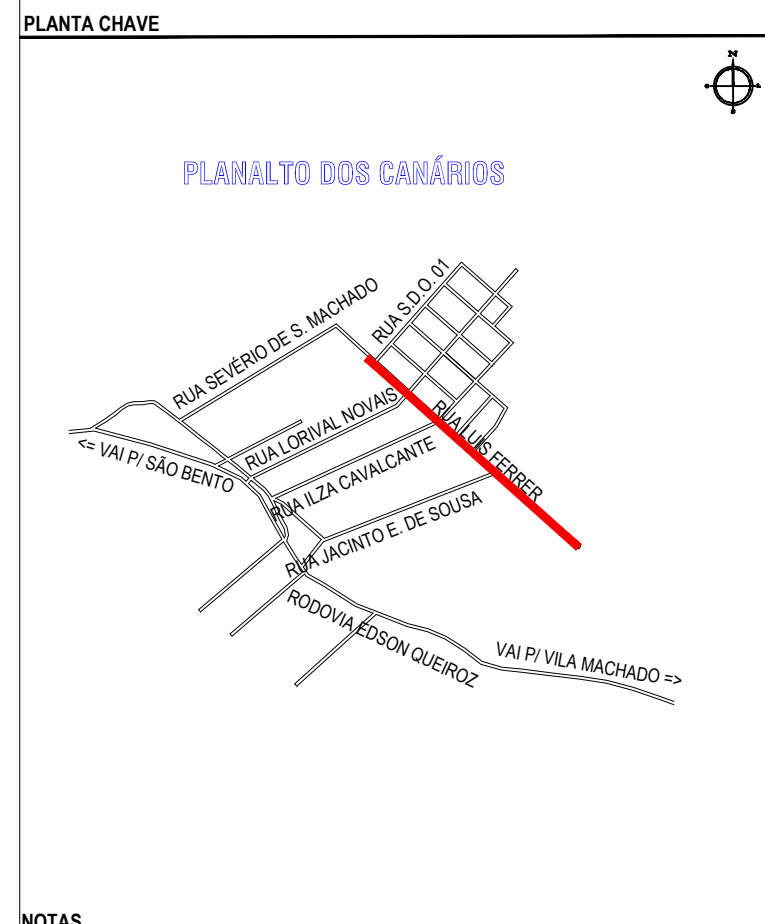 PLANTA CHAVE
N
PLANALTO DOS CANÁRIOS
RUA S.D.O. 01
RUA SEVÉRIO DE S. MACHADO
RUA LORIVAL NOVAIS
RUA LUIS FERRER
<= VAI P/ SÃO BENTO
RUA ILZA CAVALCANTE
RUA JACINTO E. DE SOUSA
RODOVIA EDSON QUEIROZ
VAI P/ VILA MACHADO =>
NOTAS